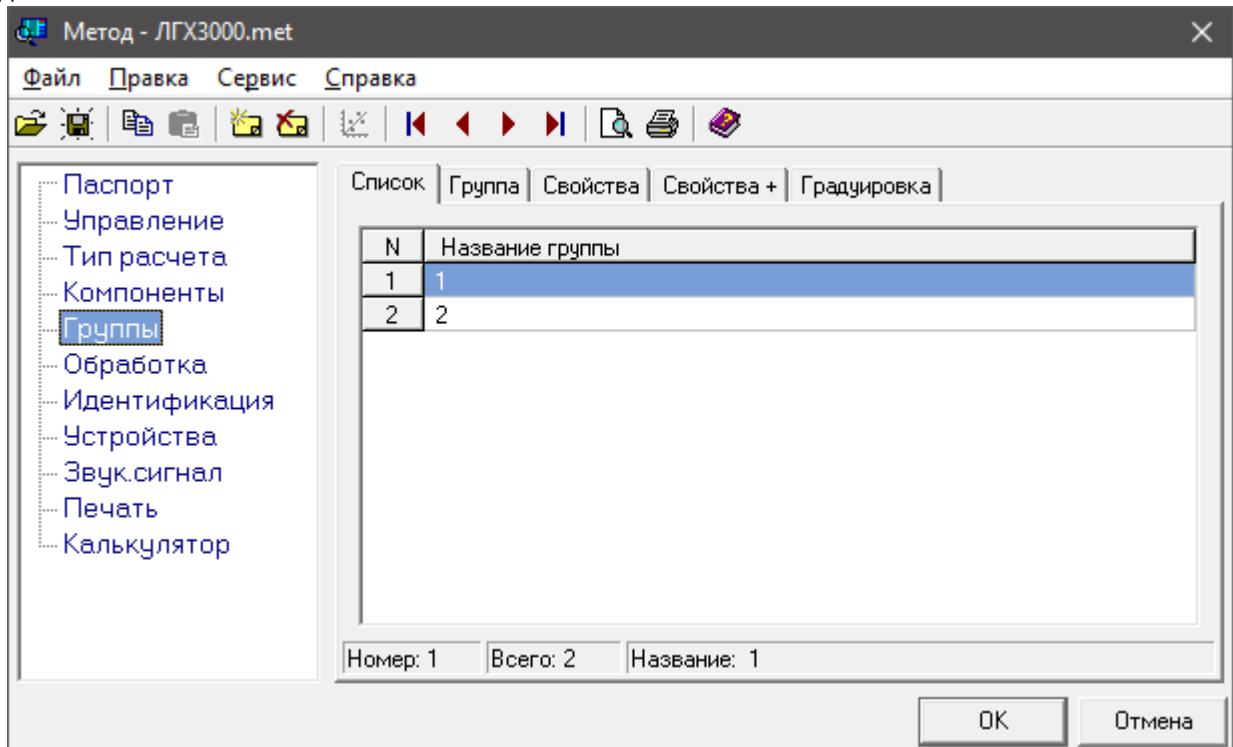 Метод - ЛГХ3000.met
Файл Правка Сервис Справка
Паспорт
Управление
Тип расчета
Компоненты
Группы
Обработка
Идентификация
Устройства
Звук.сигнал
Печать
Калькулятор
Список Группа Свойства Свойства + Градуировка
N Название группы
1 1
2 2
Номер: 1 Всего: 2 Название: 1
OK Отмена